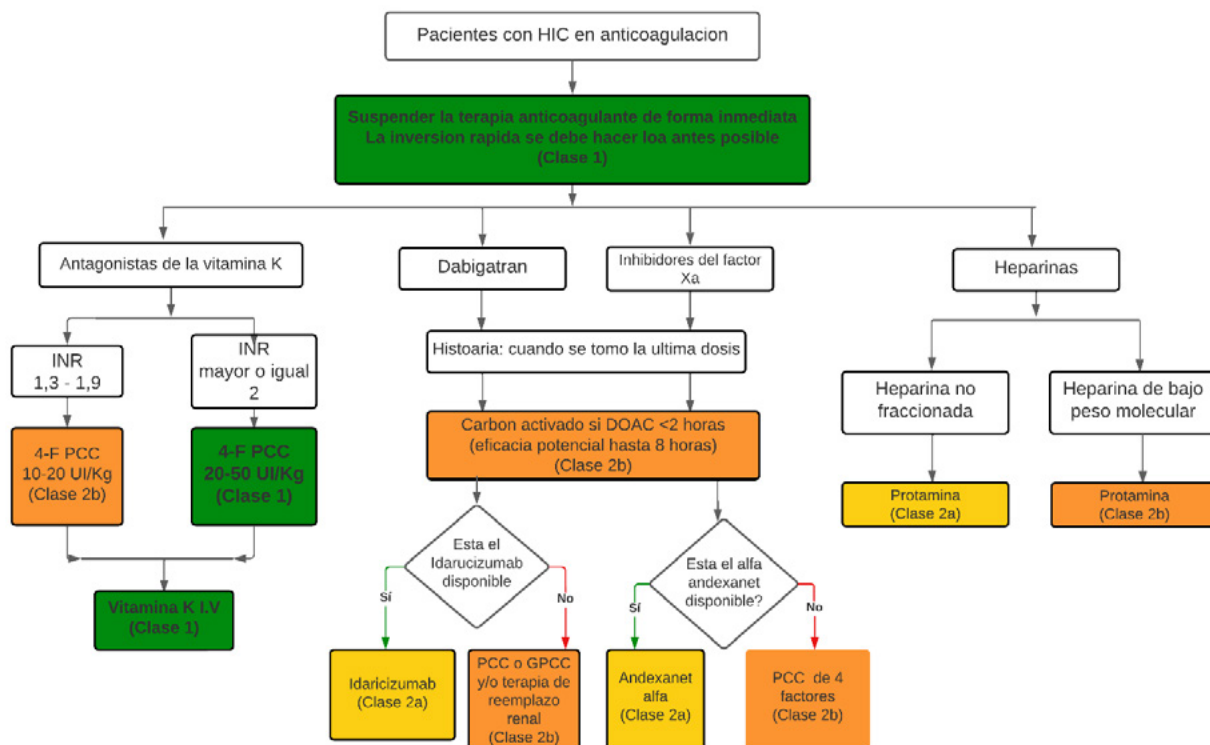 Pacientes con HIC en anticoagulacion
Suspender la terapia anticoagulante de forma inmediata
La inversion rapida se debe hacer loa antes posible
(Clase 1)
Antagonistas de la vitamina K
Dabigatran
Inhibidores del factor
Xa
Heparinas
INR
1,3 - 1,9
INR
mayor o igual
2
Histoaria: cuando se tomo la ultima dosis
Heparina no
fraccionada
Heparina de bajo
peso molecular
4-F PCC
10-20 UI/Kg
(Clase 2b)
4-F PCC
20-50 UI/Kg
(Clase 1)
Carbon activado si DOAC <2 horas
(eficacia potencial hasta 8 horas)
(Clase 2b)
Protamina
(Clase 2a)
Protamina
(Clase 2b)
Vitamina K I.V
(Clase 1)
Esta el
Idarucizumab
disponible
Esta el alfa
andexanet
disponible?
Sí
No
Sí
No
Idaricizumab
(Clase 2a)
PCC o GPCC
y/o terapia de
reemplazo
renal
(Clase 2b)
Andexanet
alfa
(Clase 2a)
PCC de 4
factores
(Clase 2b)